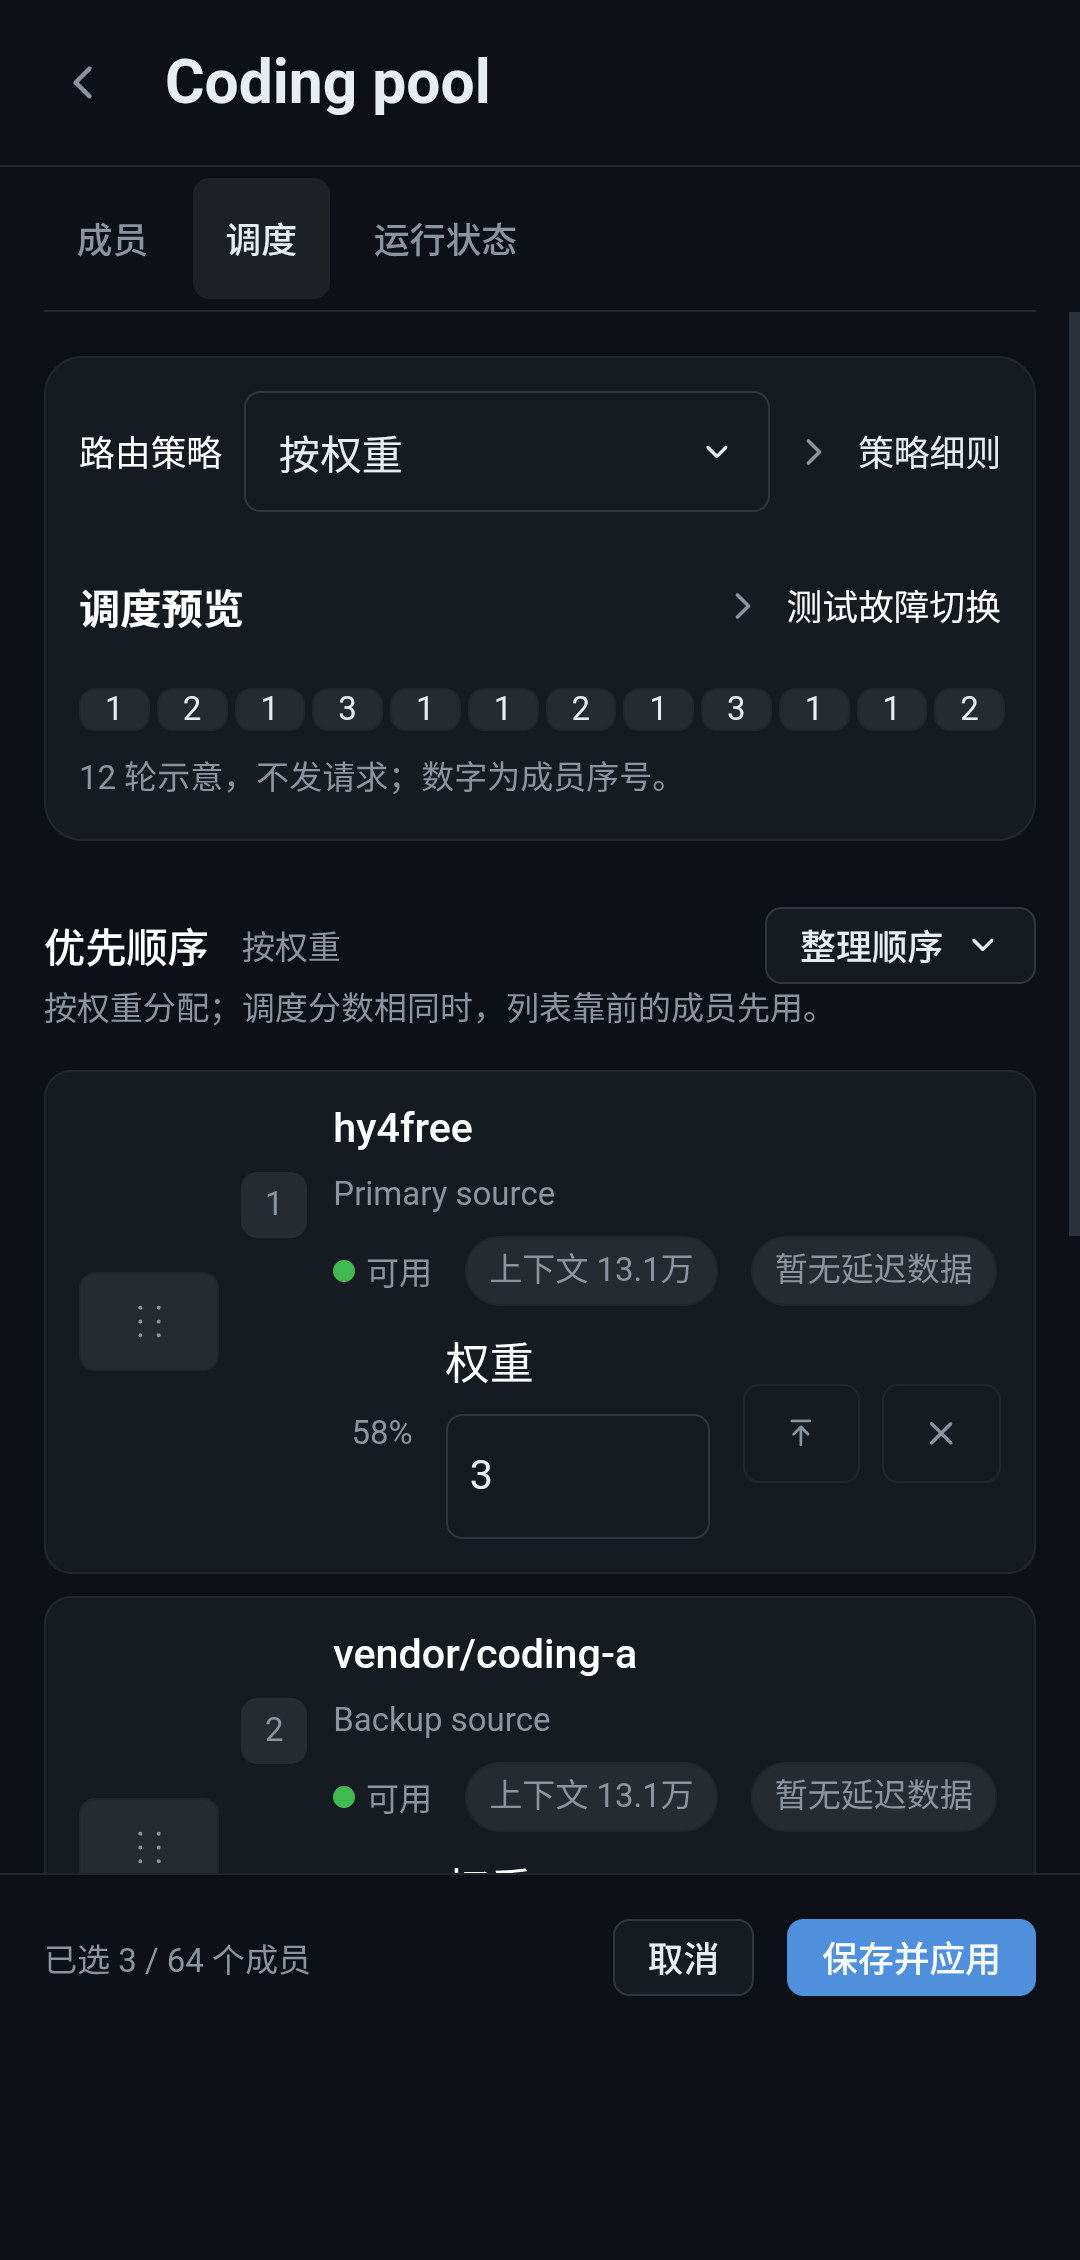 Coding pool
成员 调度 运行状态
路由策略 按权重 策略细则
调度预览 测试故障切换
1 2 1 3 1 1 2 1 3 1 1 2
12 轮示意，不发请求；数字为成员序号。
优先顺序 按权重 整理顺序
按权重分配；调度分数相同时，列表靠前的成员先用。
hy4free
1 Primary source
可用 上下文 13.1万 暂无延迟数据
权重
58% 3
vendor/coding-a
2 Backup source
可用 上下文 13.1万 暂无延迟数据
已选 3 / 64 个成员 取消 保存并应用